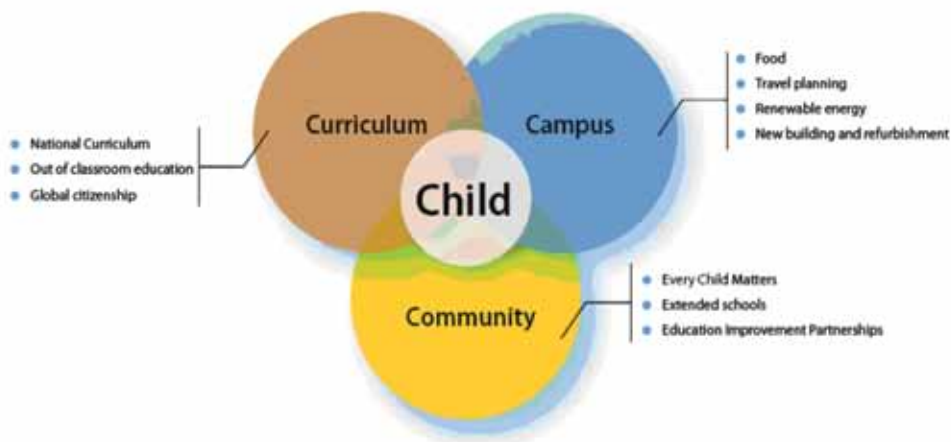 Curriculum
Campus
Child
Community
National Curriculum
Out of classroom education
Global citizenship
Food
Travel planning
Renewable energy
New building and refurbishment
Every Child Matters
Extended schools
Education Improvement Partnerships